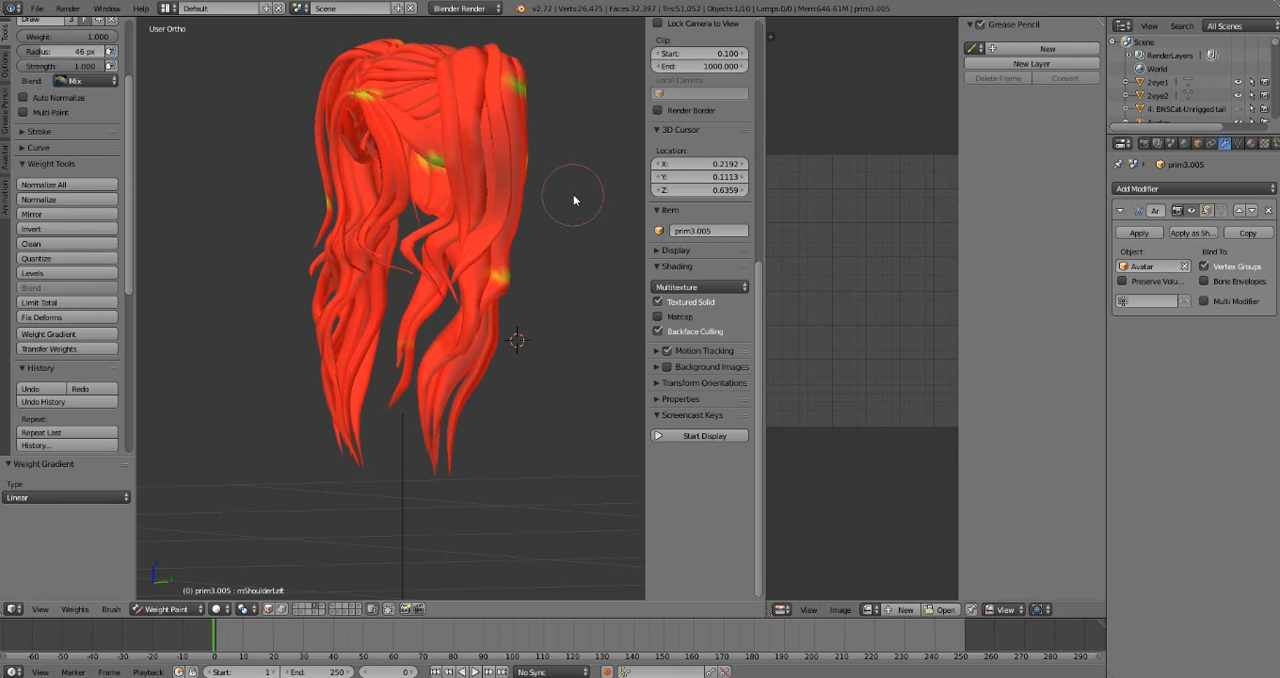 File Render Window Help Default Scene Blender Render v2.72 | Verts:26,475 | Faces:32,397 | Tris:51,052 | Objects:1/10 | Lamps:0/0 | Mem:646.61M | prim3.005
Draw 3 F
Weight: 1.000
Radius: 46 px
Strength: 1.000
Blend: Mix
Auto Normalize
Multi-Paint
Stroke
Curve
Weight Tools
Normalize All
Normalize
Mirror
Invert
Clean
Quantize
Levels
Blend
Limit Total
Fix Deforms
Weight Gradient
Transfer Weights
History
Undo Redo
Undo History
Repeat:
Repeat Last
History...
Weight Gradient
Type
Linear
Tools
Options
Grease Pencil
Avastar
Animation
User Ortho
(0) prim3.005 : mShoulderLeft
Lock Camera to View
Clip:
Start: 0.100
End: 1000.000
Local Camera:
Render Border
3D Cursor
Location:
X: 0.2192
Y: 0.1113
Z: 0.6359
Item
prim3.005
Display
Shading
Multitexture
Textured Solid
Matcap
Backface Culling
Motion Tracking
Background Images
Transform Orientations
Properties
Screencast Keys
Start Display
Grease Pencil
New
New Layer
Delete Frame Convert
View Search All Scenes
Scene
RenderLayers
World
2eye1
2eye2
4: BNSCat-Unrigged tail
prim3.005
Add Modifier
Ar
Apply Apply as Sh... Copy
Object: Bind To:
Avatar Vertex Groups
Preserve Volu... Bone Envelopes
Multi Modifier
View Weights Brush Weight Paint
View Image New Open View
-60 -50 -40 -30 -20 -10 0 10 20 30 40 50 60 70 80 90 100 110 120 130 140 150 160 170 180 190 200 210 220 230 240 250 260 270 280 290
View Marker Frame Playback Start: 1 End: 250 0 No Sync